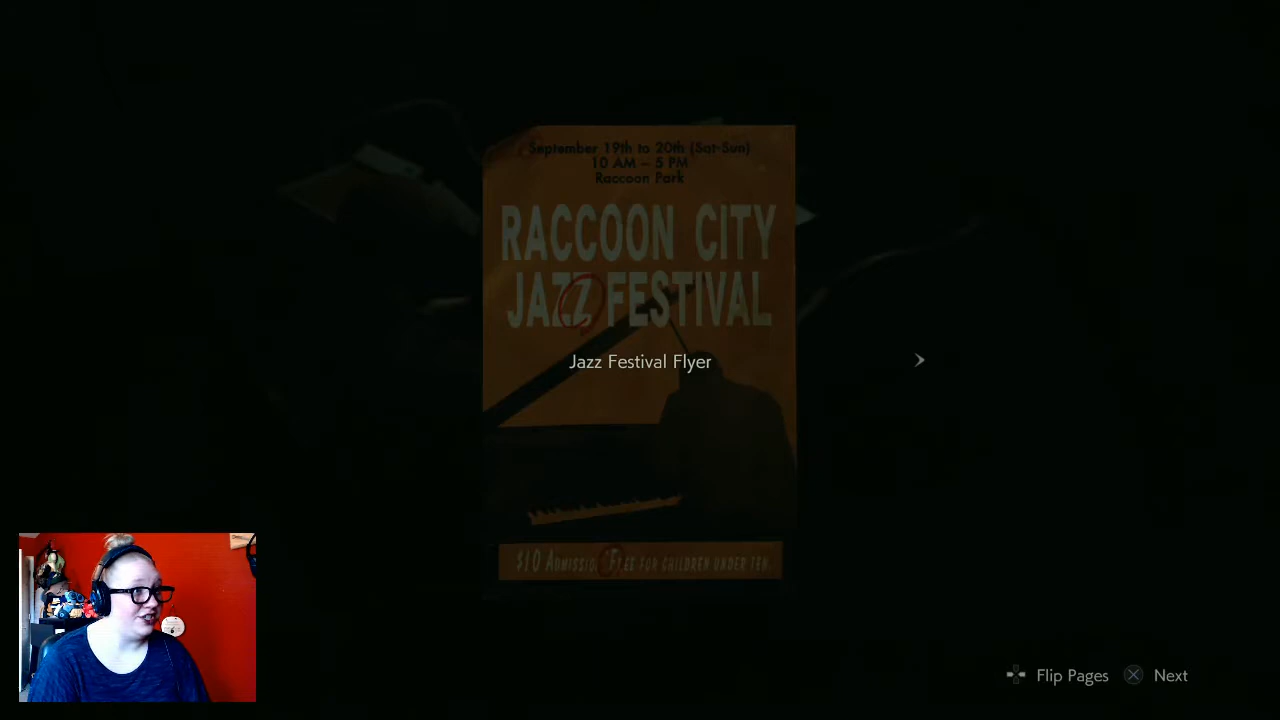 September 19th to 20th (Sat-Sun)
10 AM – 5 PM
Raccoon Park
RACCOON CITY
JAZZ FESTIVAL
Jazz Festival Flyer
$10 Admission Free for children under ten.
Flip Pages Next